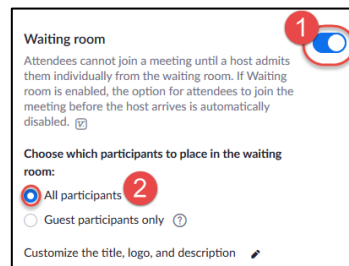 Waiting room
1
Attendees cannot join a meeting until a host admits
them individually from the waiting room. If Waiting
room is enabled, the option for attendees to join the
meeting before the host arrives is automatically
disabled.
Choose which participants to place in the waiting
room:
All participants 2
Guest participants only ?
Customize the title, logo, and description